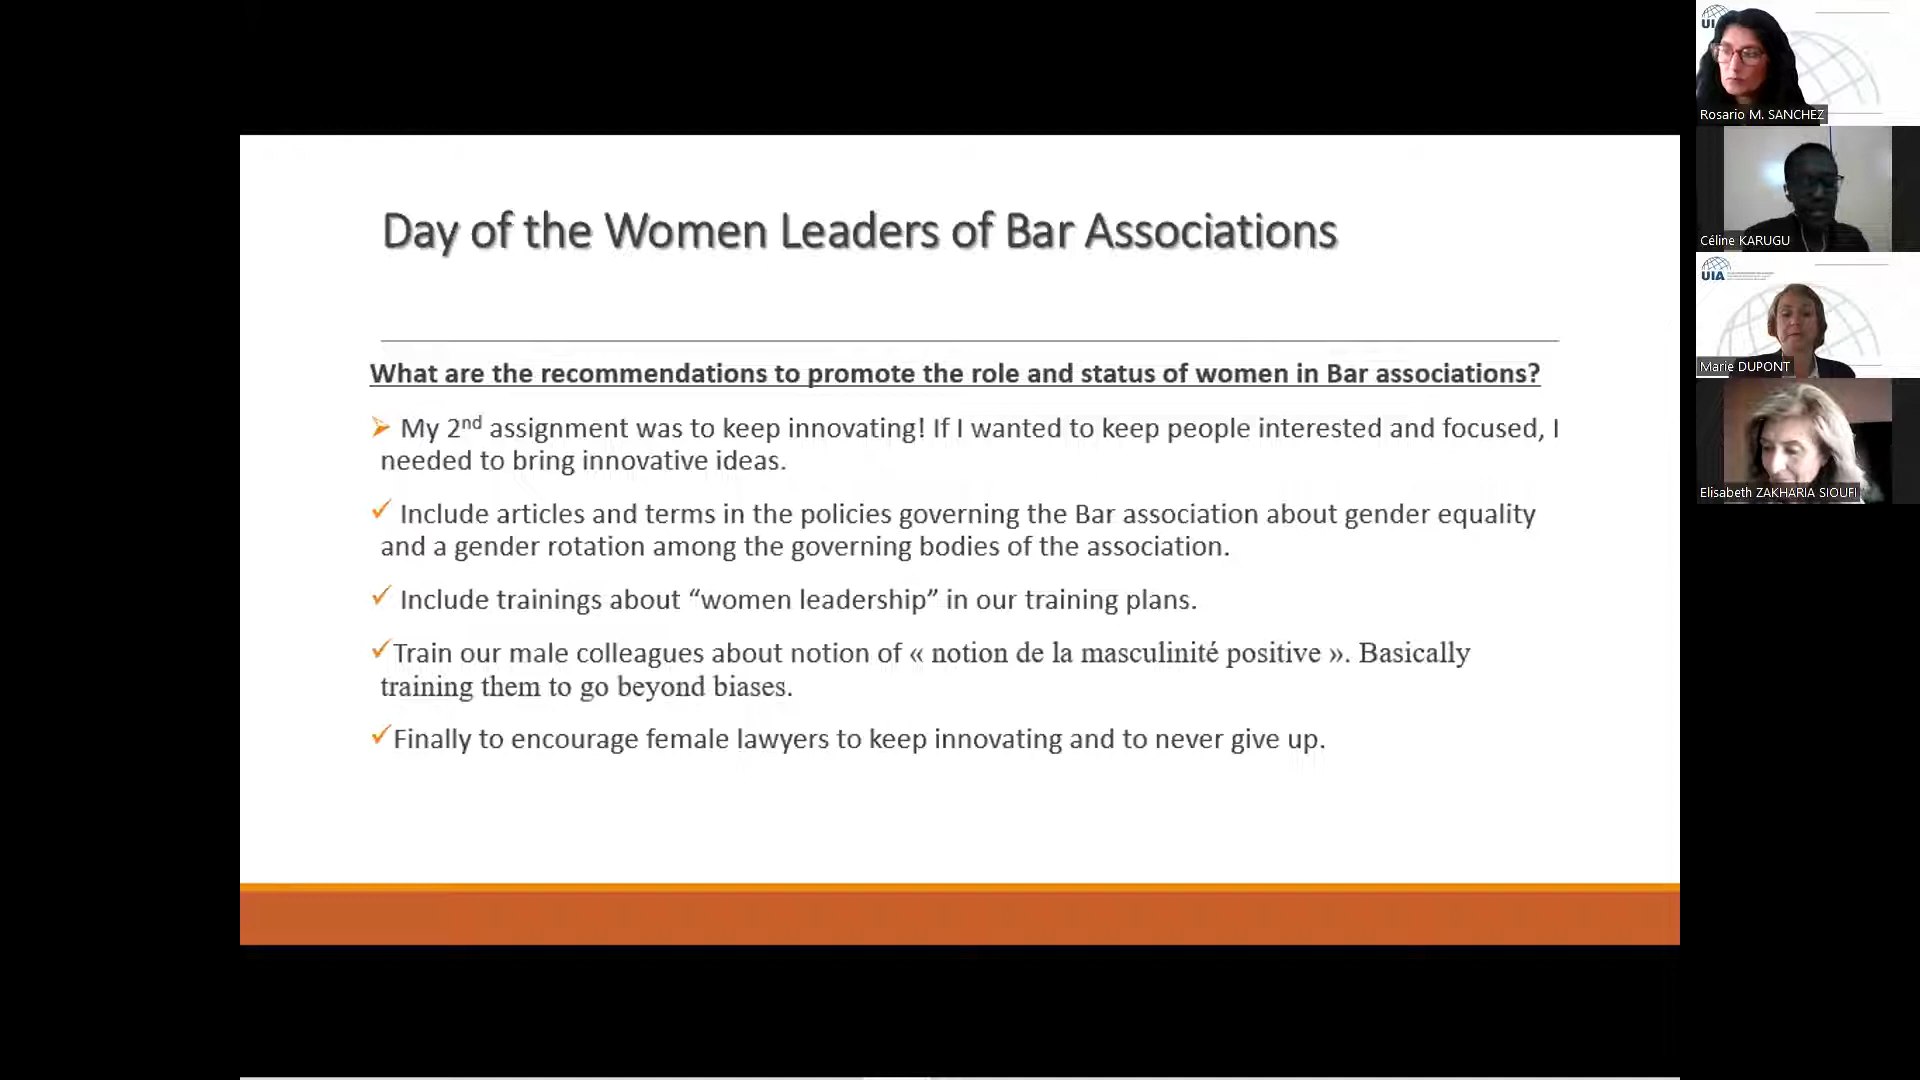 Day of the Women Leaders of Bar Associations
What are the recommendations to promote the role and status of women in Bar associations?
My 2nd assignment was to keep innovating! If I wanted to keep people interested and focused, I
needed to bring innovative ideas.
Include articles and terms in the policies governing the Bar association about gender equality
and a gender rotation among the governing bodies of the association.
Include trainings about “women leadership” in our training plans.
Train our male colleagues about notion of « notion de la masculinité positive ». Basically
training them to go beyond biases.
Finally to encourage female lawyers to keep innovating and to never give up.
Rosario M. SANCHEZ
Céline KARUGU
UIA
Marie DUPONT
Elisabeth ZAKHARIA SIOUFI